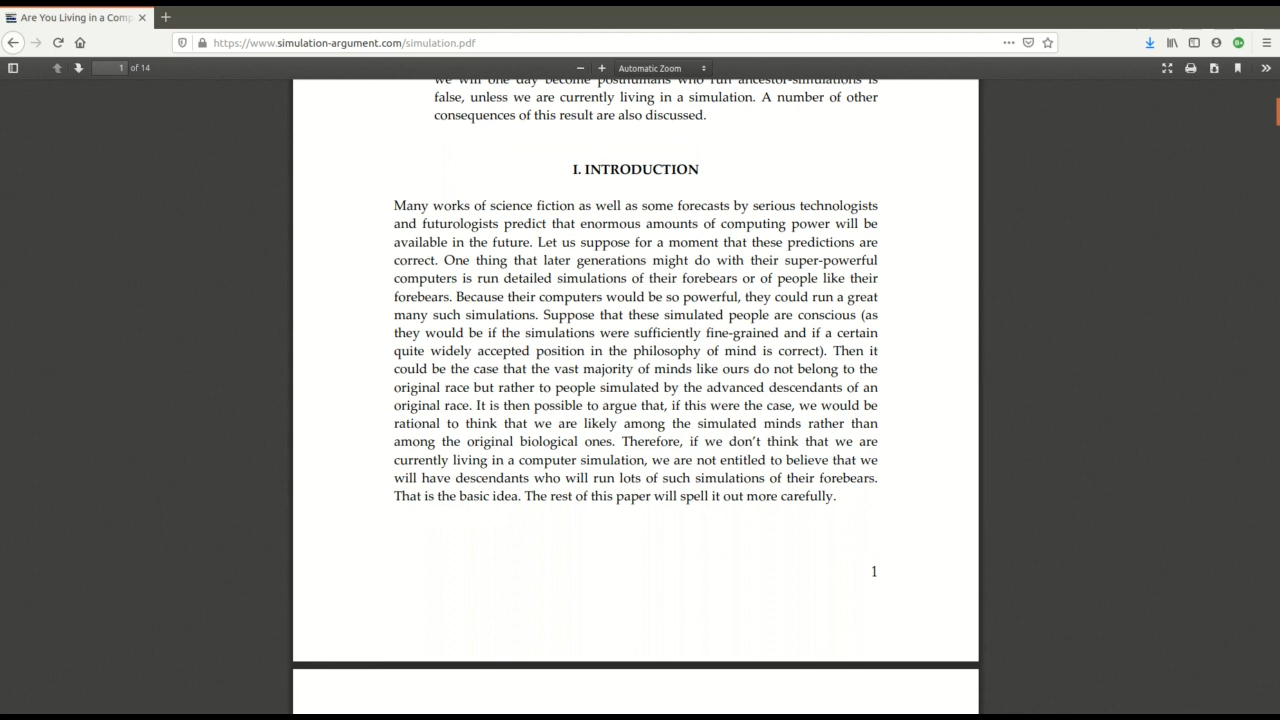 Are You Living in a Comp
https://www.simulation-argument.com/simulation.pdf
1 of 14
Automatic Zoom
we will one day become posthumans who run ancestor-simulations is
false, unless we are currently living in a simulation. A number of other
consequences of this result are also discussed.
I. INTRODUCTION
Many works of science fiction as well as some forecasts by serious technologists
and futurologists predict that enormous amounts of computing power will be
available in the future. Let us suppose for a moment that these predictions are
correct. One thing that later generations might do with their super-powerful
computers is run detailed simulations of their forebears or of people like their
forebears. Because their computers would be so powerful, they could run a great
many such simulations. Suppose that these simulated people are conscious (as
they would be if the simulations were sufficiently fine-grained and if a certain
quite widely accepted position in the philosophy of mind is correct). Then it
could be the case that the vast majority of minds like ours do not belong to the
original race but rather to people simulated by the advanced descendants of an
original race. It is then possible to argue that, if this were the case, we would be
rational to think that we are likely among the simulated minds rather than
among the original biological ones. Therefore, if we don’t think that we are
currently living in a computer simulation, we are not entitled to believe that we
will have descendants who will run lots of such simulations of their forebears.
That is the basic idea. The rest of this paper will spell it out more carefully.
1